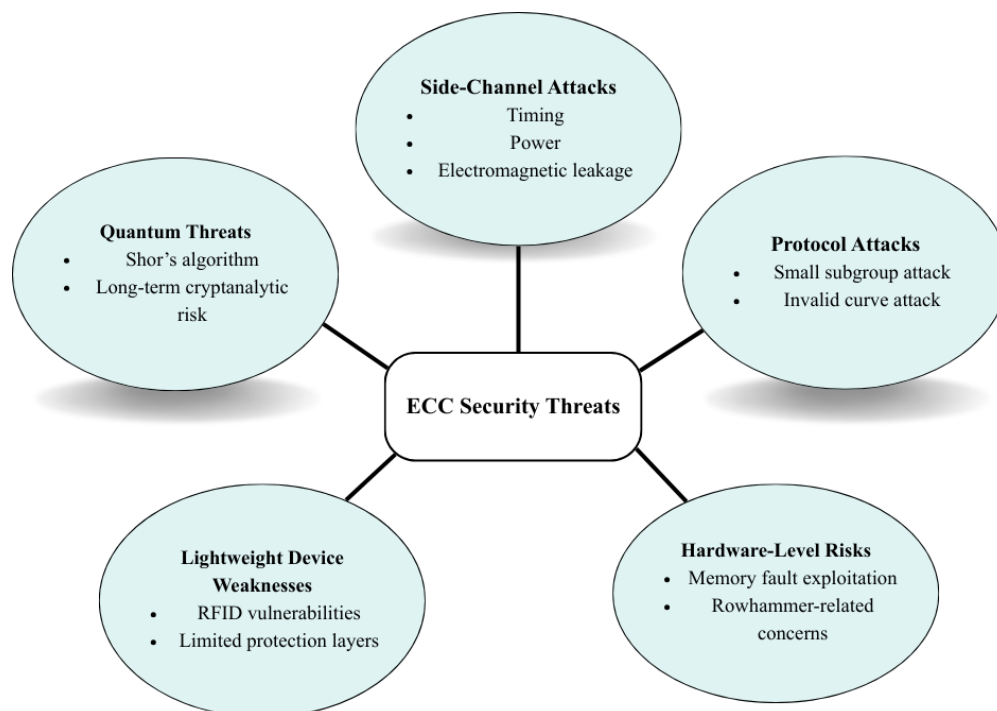 Side-Channel Attacks
• Timing
• Power
• Electromagnetic leakage
Quantum Threats
• Shor’s algorithm
• Long-term cryptanalytic
risk
Protocol Attacks
• Small subgroup attack
• Invalid curve attack
ECC Security Threats
Lightweight Device
Weaknesses
• RFID vulnerabilities
• Limited protection layers
Hardware-Level Risks
• Memory fault exploitation
• Rowhammer-related
concerns